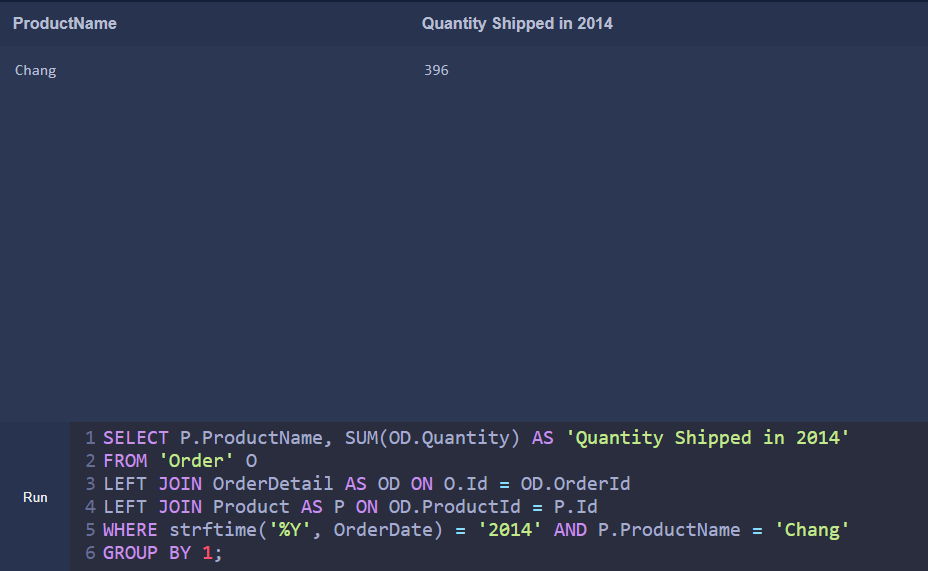 ProductName Quantity Shipped in 2014
Chang 396
1 SELECT P.ProductName, SUM(OD.Quantity) AS 'Quantity Shipped in 2014'
2 FROM 'Order' O
3 LEFT JOIN OrderDetail AS OD ON O.Id = OD.OrderId
4 LEFT JOIN Product AS P ON OD.ProductId = P.Id
Run
5 WHERE strftime('%Y', OrderDate) = '2014' AND P.ProductName = 'Chang'
6 GROUP BY 1;